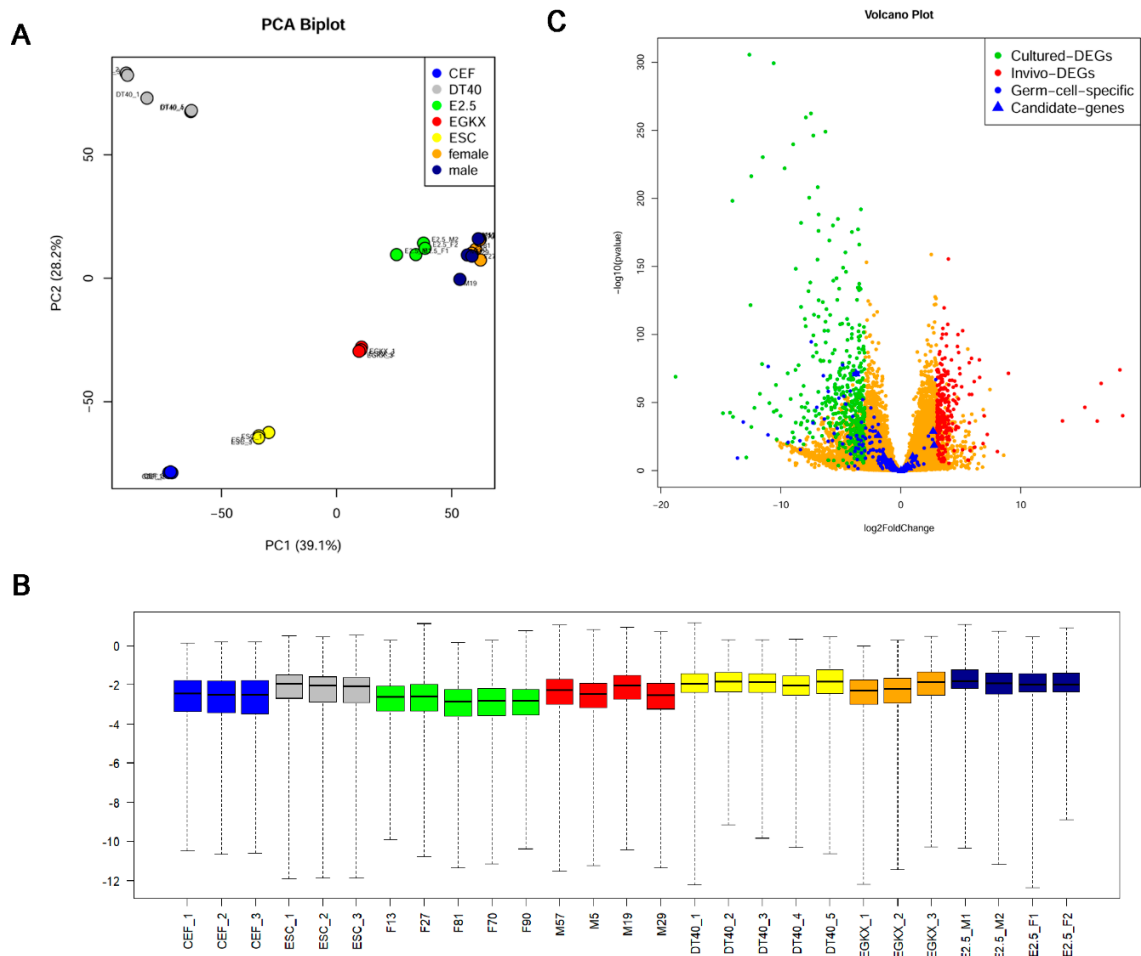 A
PCA Biplot
CEF
DT40
E2.5
EGKX
ESC
female
male
DT40_1
E2.5_M2
E2.5_F2
M19
EGKX_1
50
0
−50
PC2 (28.2%)
−50
0
50
PC1 (39.1%)
C
Volcano Plot
Cultured−DEGs
Invivo−DEGs
Germ−cell−specific
Candidate−genes
300
250
200
150
100
50
0
−log10(pvalue)
−20
−10
0
10
log2FoldChange
B
-0
-2
-4
-6
-8
-10
-12
CEF_1
CEF_2
CEF_3
ESC_1
ESC_2
ESC_3
F13
F27
F81
F70
F90
M57
M5
M19
M29
DT40_1
DT40_2
DT40_3
DT40_4
DT40_5
EGKX_1
EGKX_2
EGKX_3
E2.5_M1
E2.5_M2
E2.5_F1
E2.5_F2